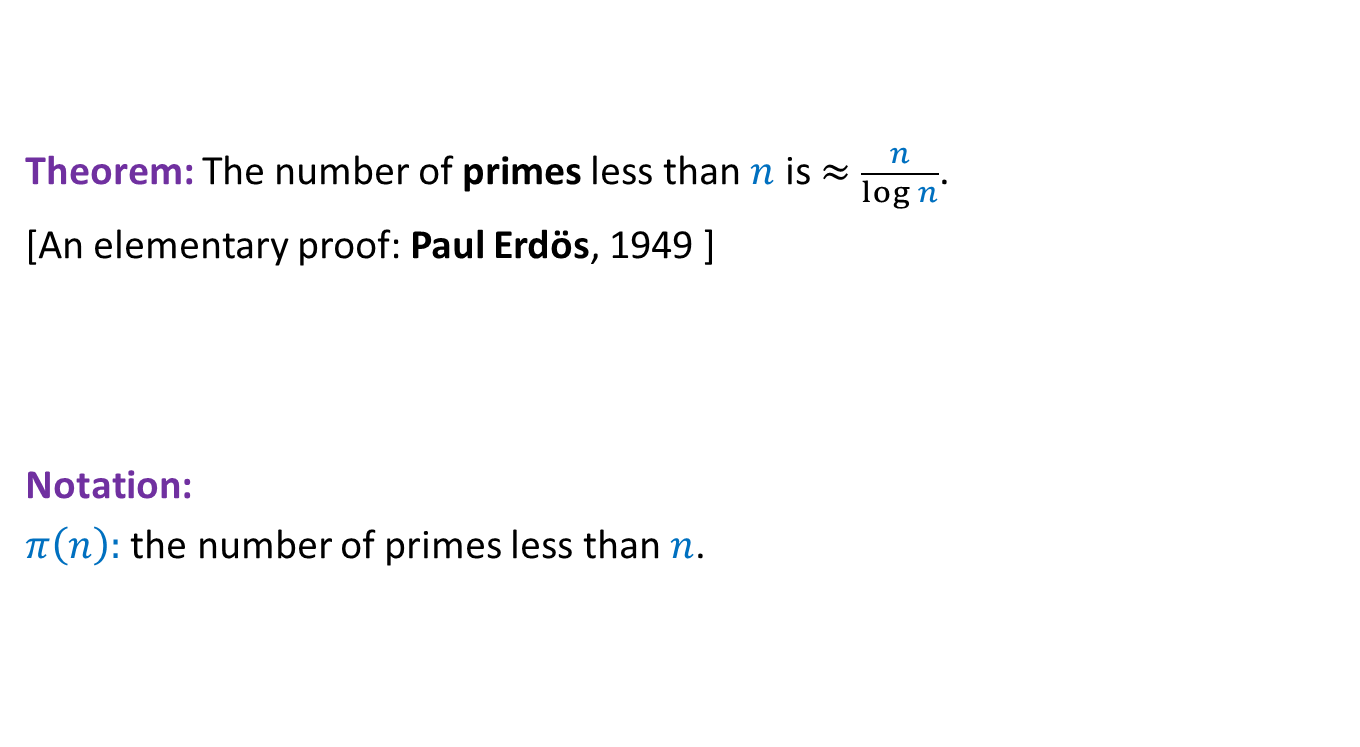 Theorem: The number of primes less than n is ≈ n/log n.
[An elementary proof: Paul Erdös, 1949 ]
Notation:
π(n): the number of primes less than n.